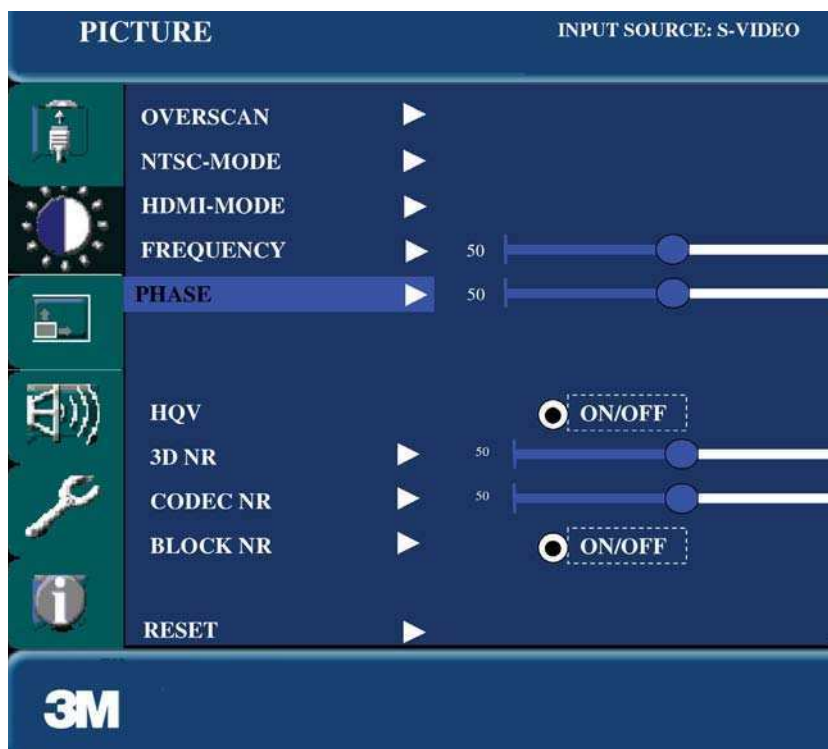 PICTURE INPUT SOURCE: S-VIDEO
OVERSCAN
NTSC-MODE
HDMI-MODE
FREQUENCY 50
PHASE 50
HQV ON/OFF
3D NR 50
CODEC NR 50
BLOCK NR ON/OFF
RESET
3M